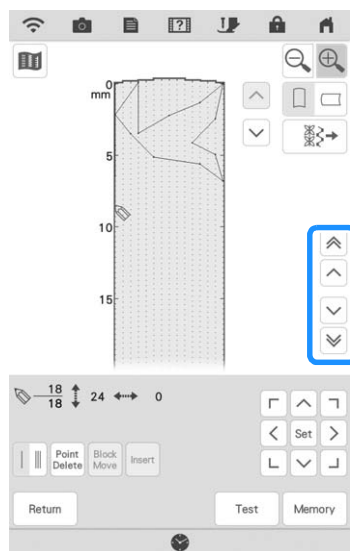 ?
0
mm
5
10
15
18
18 24 0
Point Delete
Block Move
Insert
Set
Return
Test
Memory